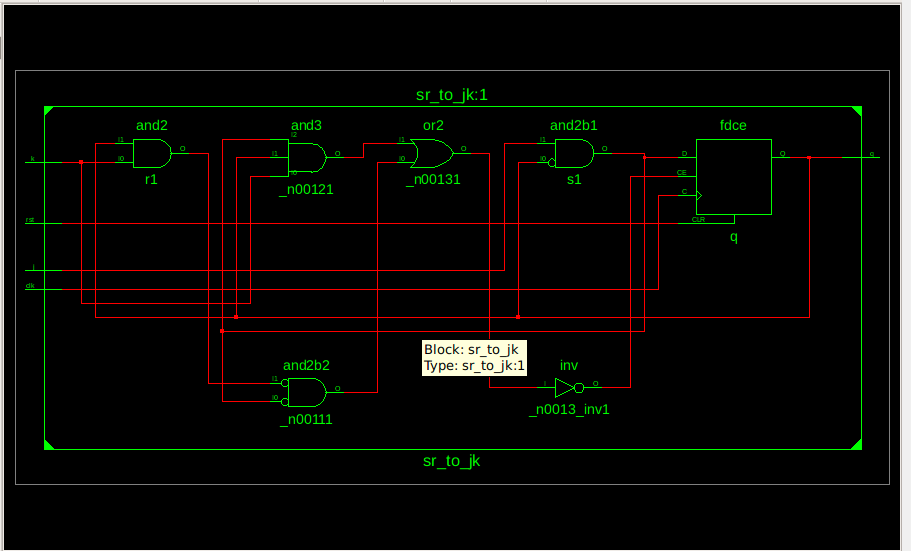 sr_to_jk:1
and2
and3
or2
and2b1
fdce
I1
I0
O
r1
I2
I1
I0
O
_n00121
I1
I0
O
_n00131
I1
I0
O
s1
D
CE
C
CLR
Q
q
k
rst
j
clk
q
Block: sr_to_jk
Type: sr_to_jk:1
and2b2
I1
I0
O
_n00111
inv
I
O
_n0013_inv1
sr_to_jk